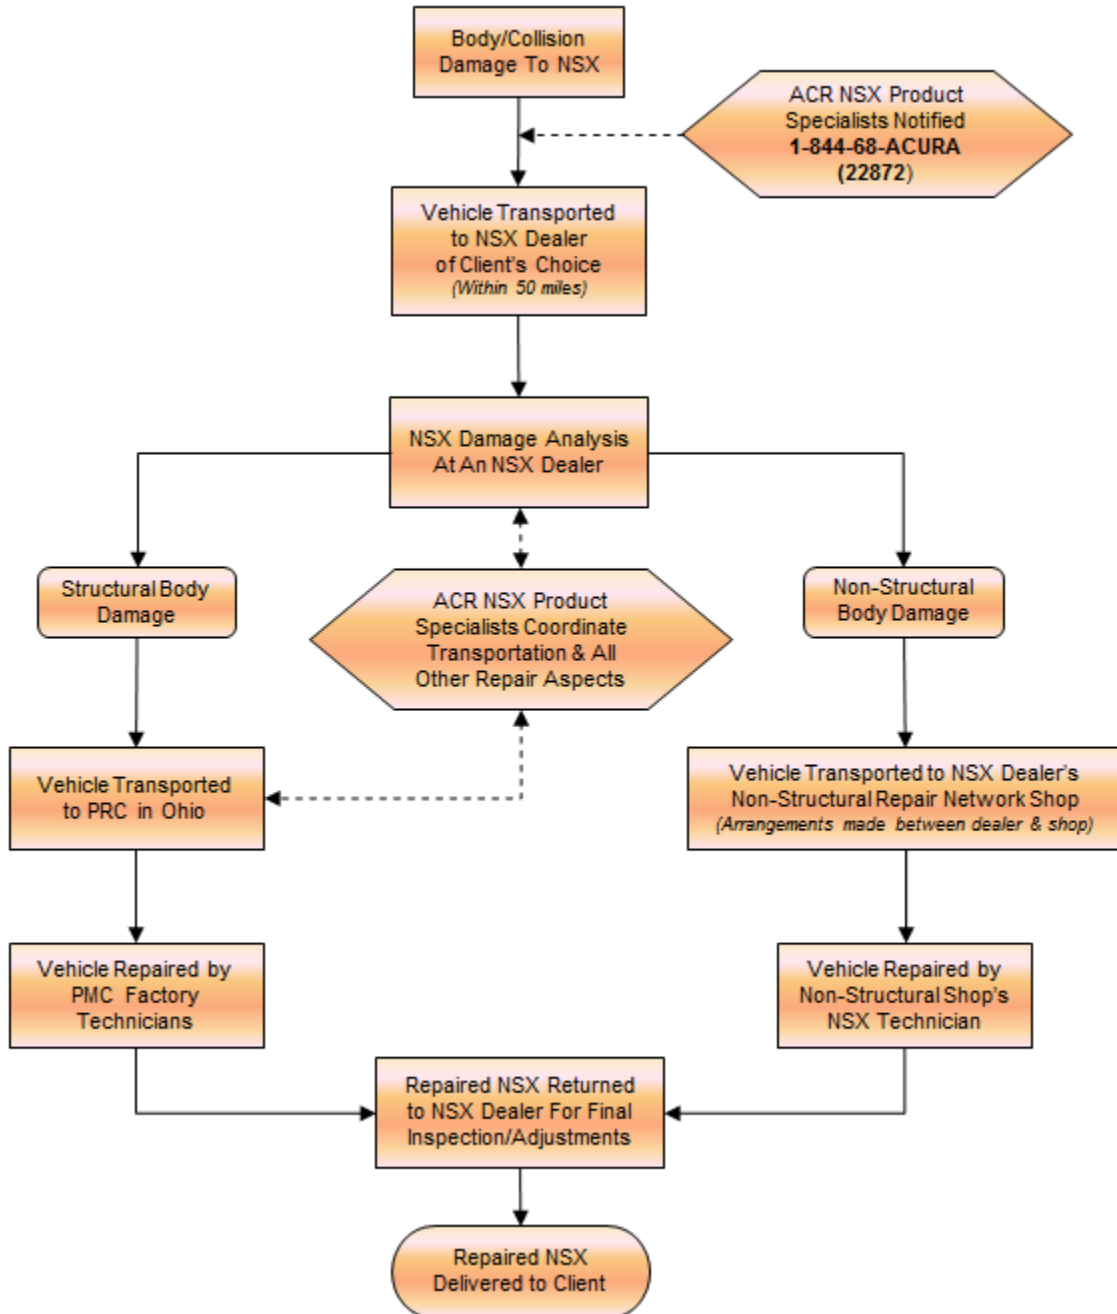 Body/Collision
Damage To NSX
ACR NSX Product
Specialists Notified
1-844-68-ACURA
(22872)
Vehicle Transported
to NSX Dealer
of Client's Choice
(Within 50 miles)
NSX Damage Analysis
At An NSX Dealer
Structural Body
Damage
ACR NSX Product
Specialists Coordinate
Transportation & All
Other Repair Aspects
Non-Structural
Body Damage
Vehicle Transported
to PRC in Ohio
Vehicle Transported to NSX Dealer's
Non-Structural Repair Network Shop
(Arrangements made between dealer & shop)
Vehicle Repaired by
PMC Factory
Technicians
Vehicle Repaired by
Non-Structural Shop's
NSX Technician
Repaired NSX Returned
to NSX Dealer For Final
Inspection/Adjustments
Repaired NSX
Delivered to Client